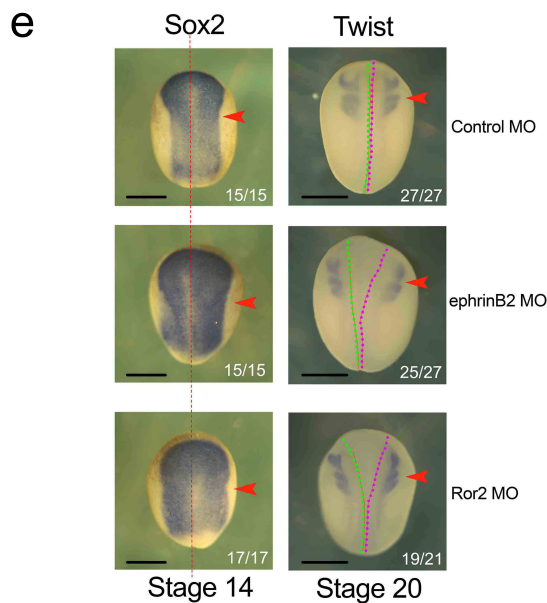 e
Sox2
Twist
15/15
27/27
Control MO
15/15
25/27
ephrinB2 MO
17/17
19/21
Ror2 MO
Stage 14
Stage 20